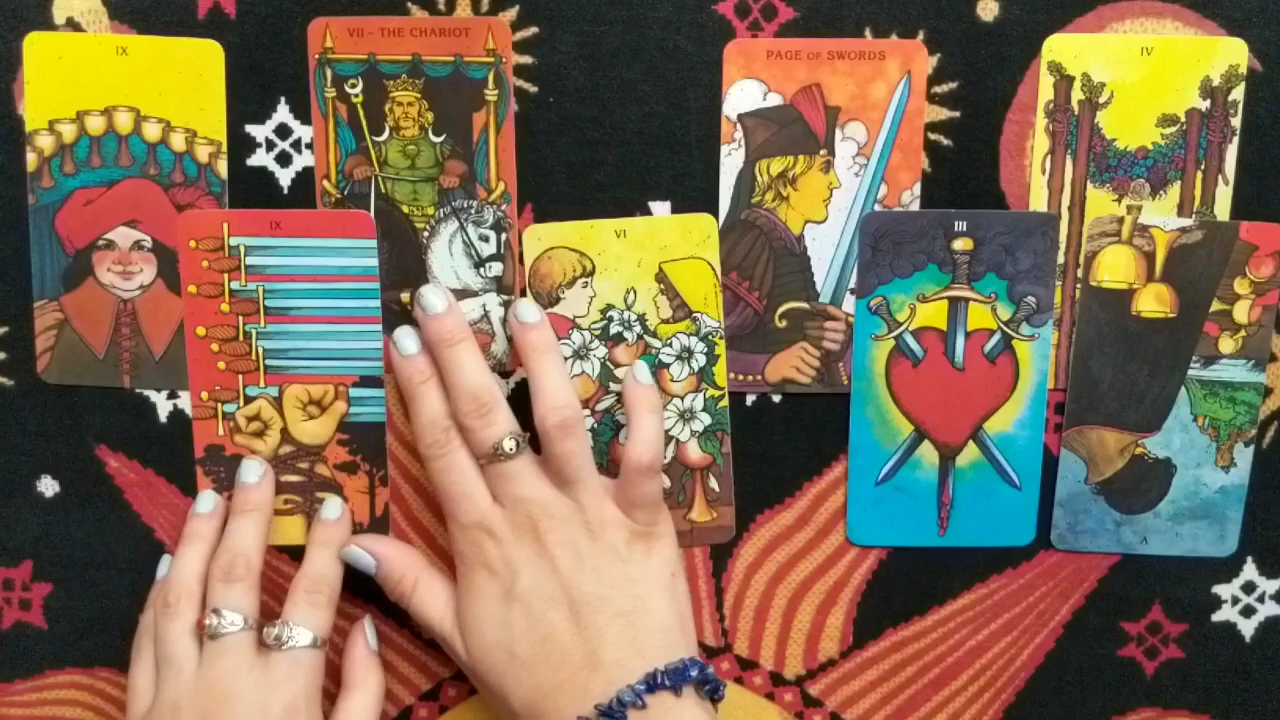 IX
VII – THE CHARIOT
PAGE OF SWORDS
IV
IX
VI
III
V